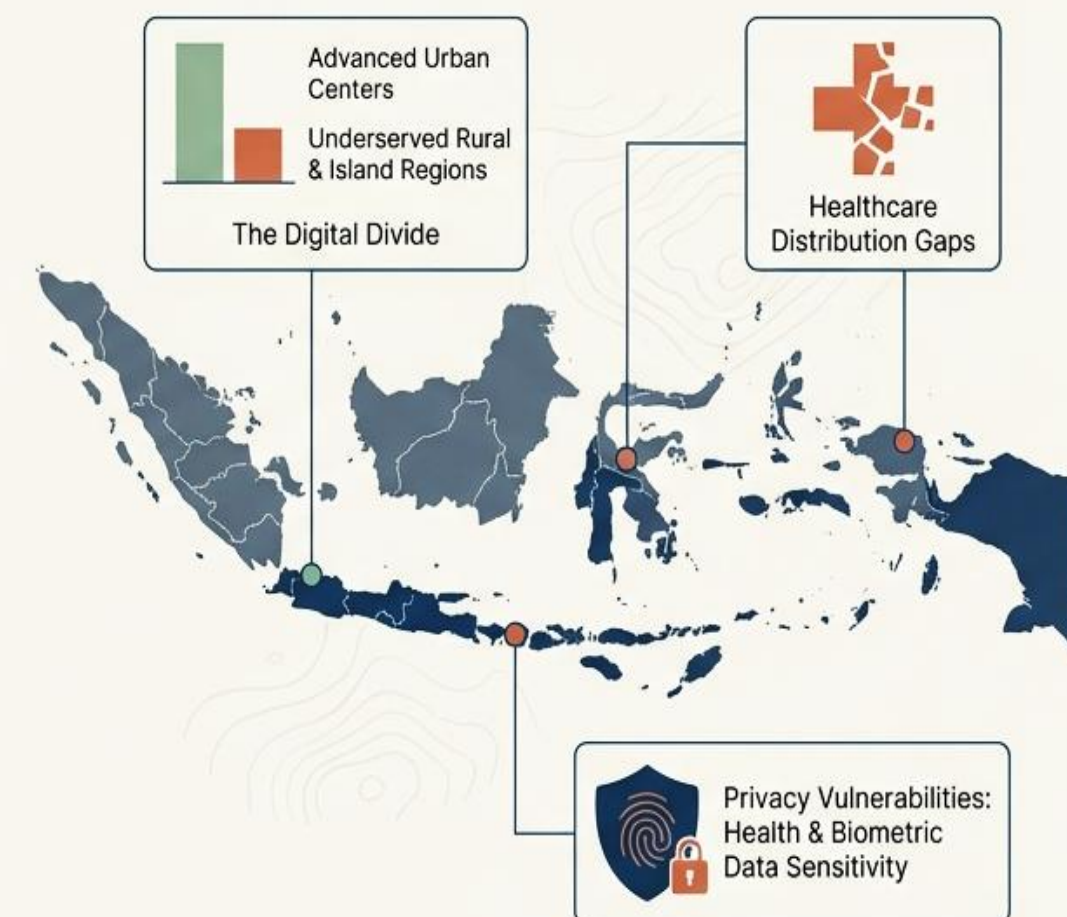 Advanced Urban
Centers
Underserved Rural
& Island Regions
The Digital Divide
Healthcare
Distribution Gaps
Privacy Vulnerabilities:
Health & Biometric
Data Sensitivity